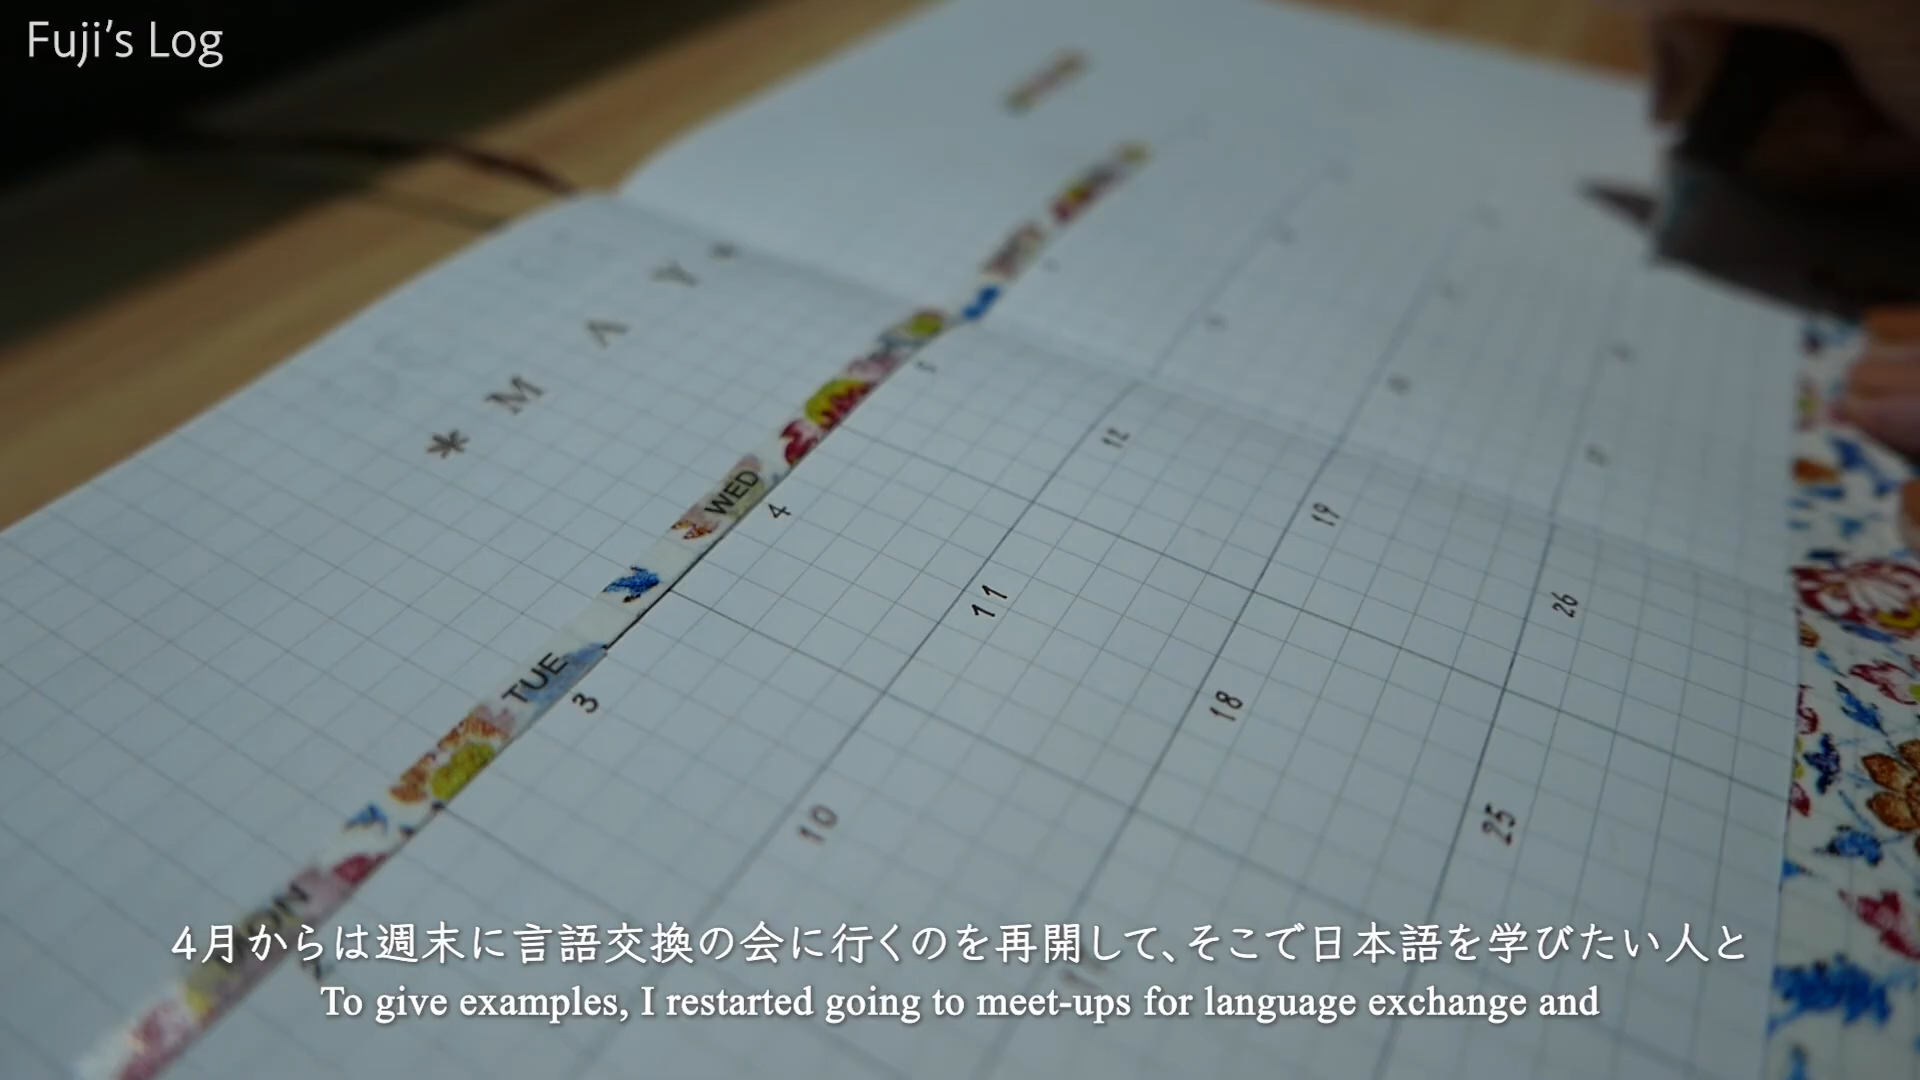 Fuji's Log
* M A Y *
MON
TUE
WED
2
3
4
10
11
12
18
19
25
26
4月からは週末に言語交換の会に行くのを再開して、そこで日本語を学びたい人と
To give examples, I restarted going to meet-ups for language exchange and